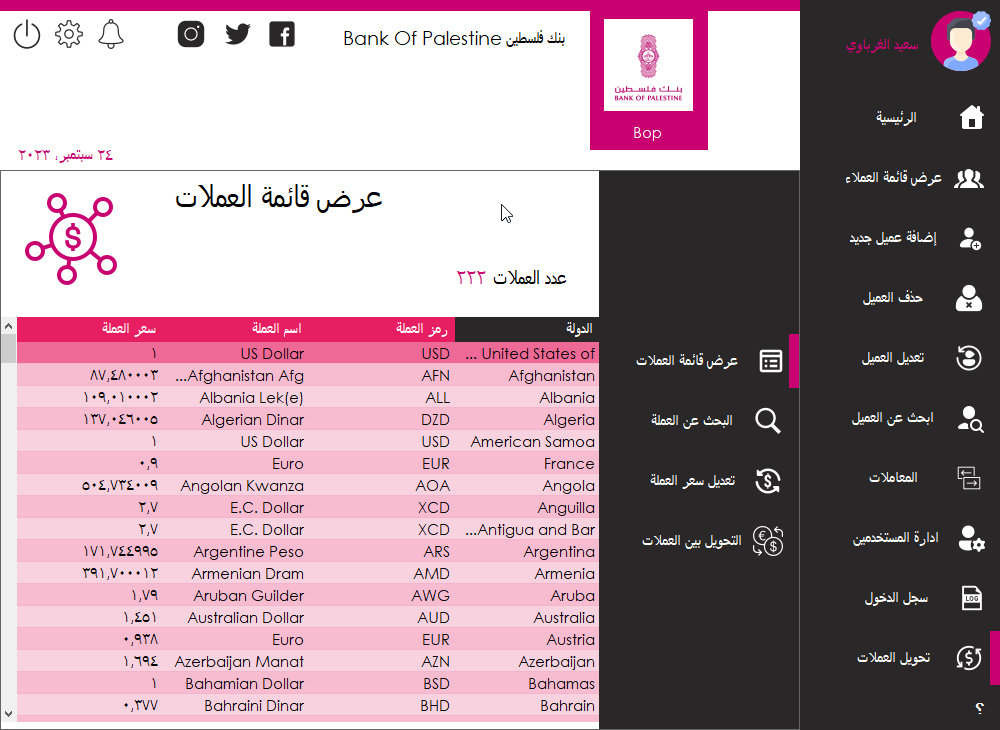 سعيد الغرباوي
الرئيسية
عرض قائمة العملاء
إضافة عميل جديد
حذف العميل
تعديل العميل
ابحث عن العميل
المعاملات
ادارة المستخدمين
سجل الدخول
LOG
تحويل العملات
؟
بنك فلسطين Bank Of Palestine
بنك فلسطين
BANK OF PALESTINE
Bop
٢٤ سبتمبر، ٢٠٢٣
عرض قائمة العملات
البحث عن العملة
تعديل سعر العملة
التحويل بين العملات
عرض قائمة العملات
عدد العملات ٢٢٢
الدولة رمز العملة اسم العملة سعر العملة
United States of ... USD US Dollar ١
Afghanistan AFN Afghanistan Afg... ٨٧,٤٨٠٠٠٣
Albania ALL Albania Lek(e) ١٠٩,٠١٠٠٠٢
Algeria DZD Algerian Dinar ١٣٧,٠٤٦٠٠٥
American Samoa USD US Dollar ١
France EUR Euro ٠,٩
Angola AOA Angolan Kwanza ٥٠٤,٧٣٤٠٠٩
Anguilla XCD E.C. Dollar ٢,٧
Antigua and Bar... XCD E.C. Dollar ٢,٧
Argentina ARS Argentine Peso ١٧١,٧٤٤٩٩٥
Armenia AMD Armenian Dram ٣٩١,٧٠٠٠١٢
Aruba AWG Aruban Guilder ١,٧٩
Australia AUD Australian Dollar ١,٤٥١
Austria EUR Euro ٠,٩٣٨
Azerbaijan AZN Azerbaijan Manat ١,٦٩٤
Bahamas BSD Bahamian Dollar ١
Bahrain BHD Bahraini Dinar ٠,٣٧٧